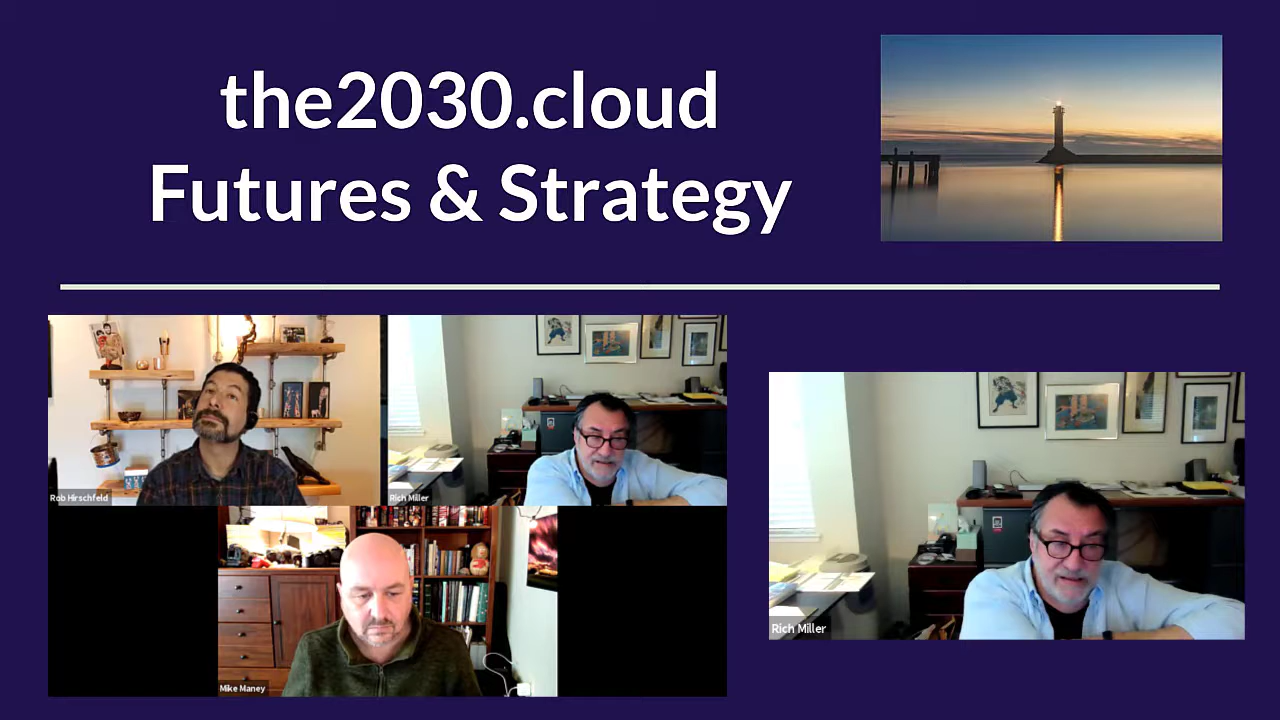 the2030.cloud
Futures & Strategy
Rob Hirschfeld
Rich Miller
Rich Miller
Mike Maney